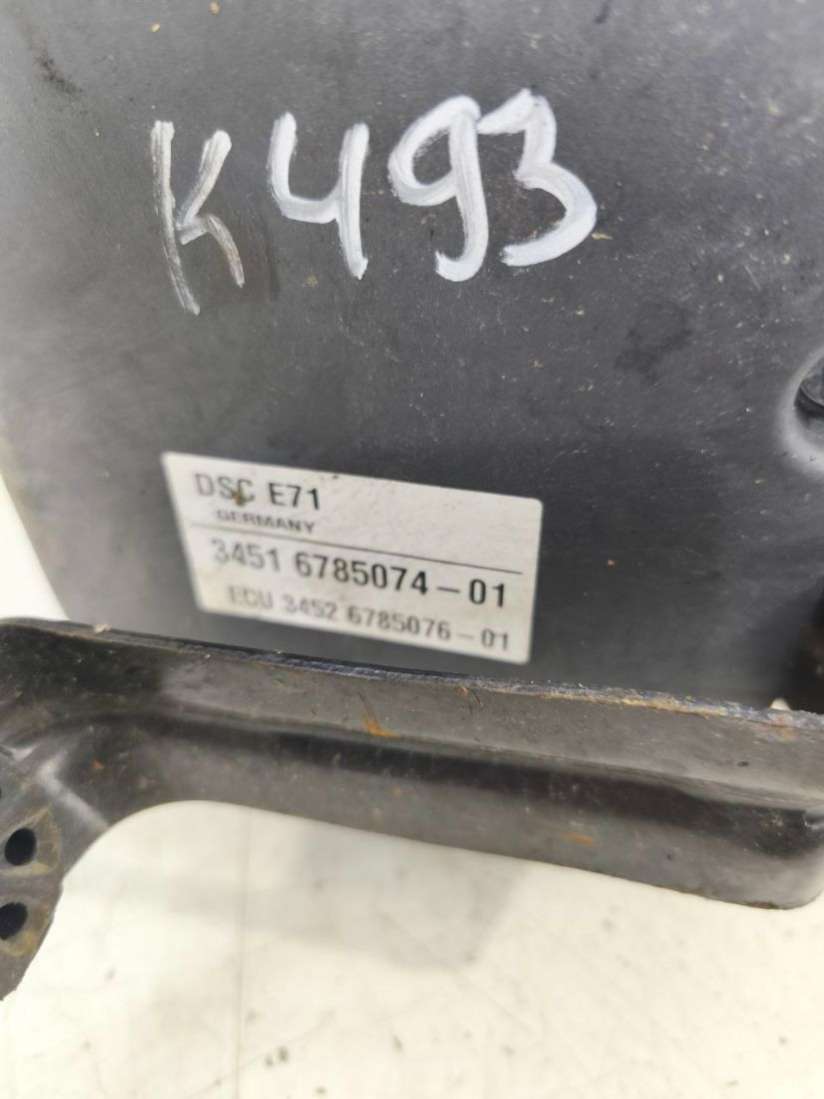 K493
DSC E71
GERMANY
3451 6785074-01
ECU 3452 6785076-01